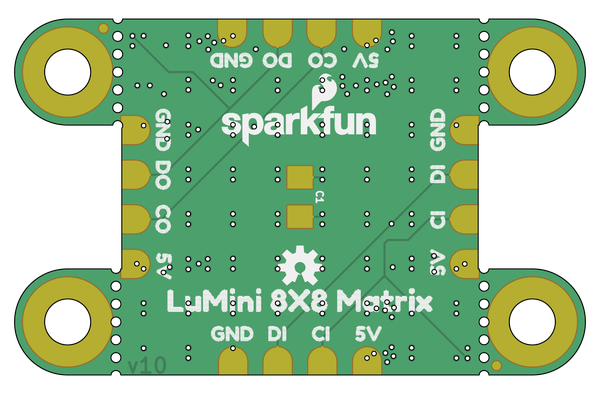 GND DO CO 5V
sparkfun
GND
DO
CO
5V
GND
DI
CI
5V
C1
LuMini 8X8 Matrix
GND DI CI 5V
v10